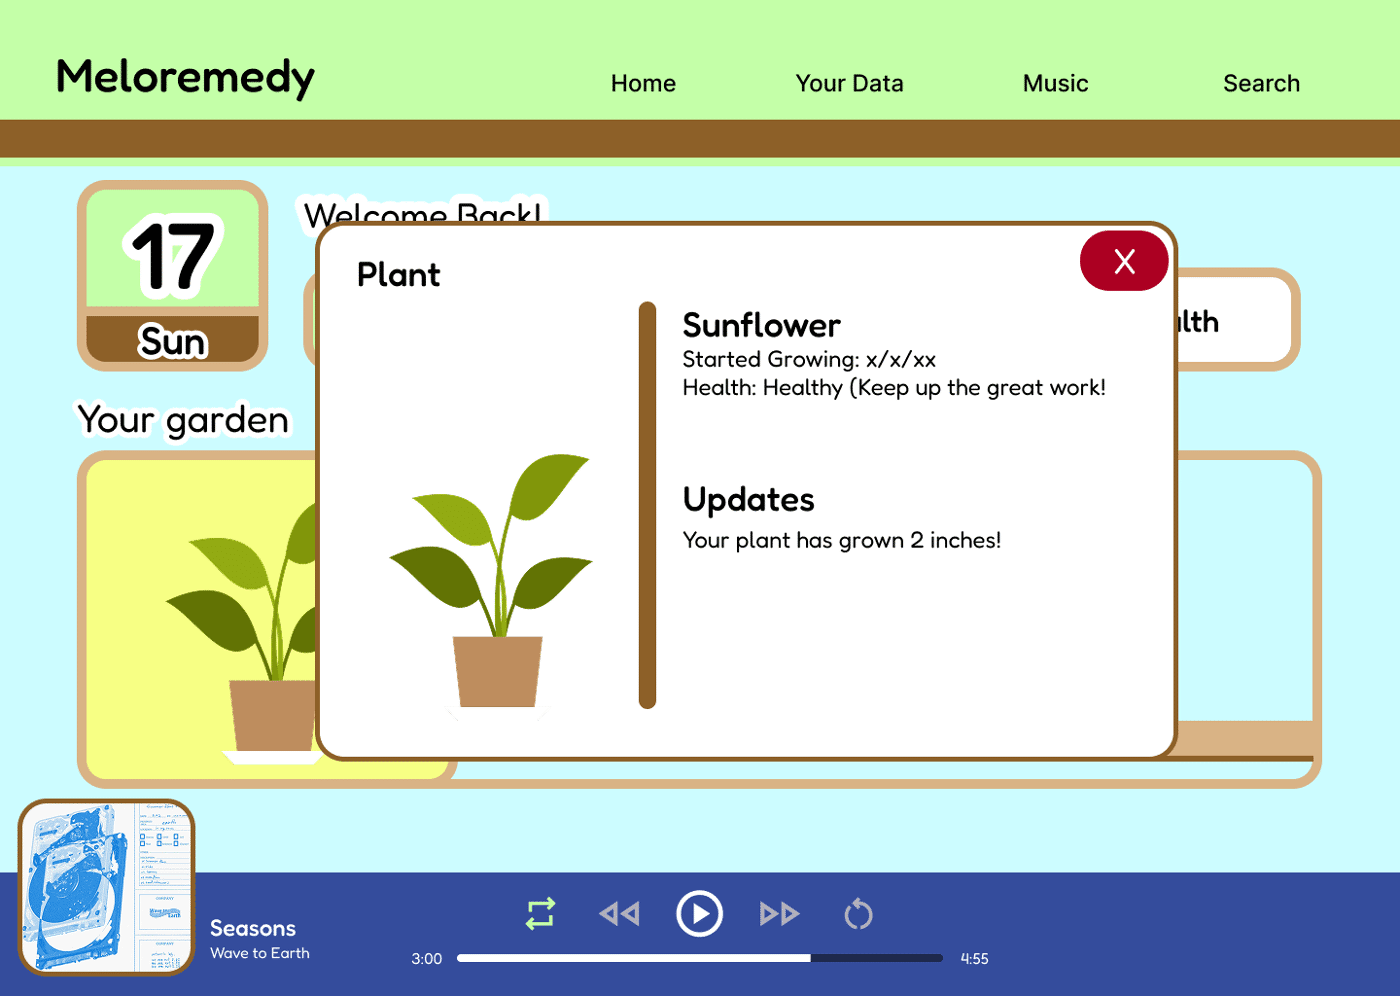 Meloremedy
Home
Your Data
Music
Search
17
Sun
Welcome Back!
Plant
X
Sunflower
Started Growing: x/x/xx
Health: Healthy (Keep up the great work!
Updates
Your plant has grown 2 inches!
Your garden
Seasons
Wave to Earth
3:00
4:55